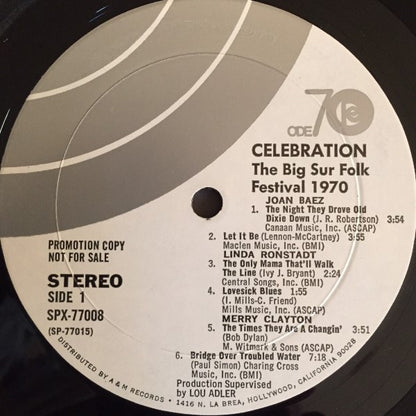 ODE 70
CELEBRATION
The Big Sur Folk
Festival 1970
JOAN BAEZ
1. The Night They Drove Old
Dixie Down (J. R. Robertson) 3:54
Canaan Music, Inc. (ASCAP)
2. Let It Be (Lennon-McCartney) 3:55
Maclen Music, Inc. (BMI)
LINDA RONSTADT
3. The Only Mama That'll Walk
The Line (Ivy J. Bryant) 2:24
Central Songs, Inc. (BMI)
4. Lovesick Blues 1:55
(I. Mills-C. Friend)
Mills Music, Inc. (ASCAP)
MERRY CLAYTON
5. The Times They Are A Changin' 3:51
(Bob Dylan)
M. Witmark & Sons (ASCAP)
6. Bridge Over Troubled Water 7:18
(Paul Simon) Charing Cross
Music, Inc. (BMI)
Production Supervised
by LOU ADLER
PROMOTION COPY
NOT FOR SALE
STEREO
SIDE 1
SPX-77008
(SP-77015)
DISTRIBUTED BY A & M RECORDS • 1416 N. LA BREA, HOLLYWOOD, CALIFORNIA 90028